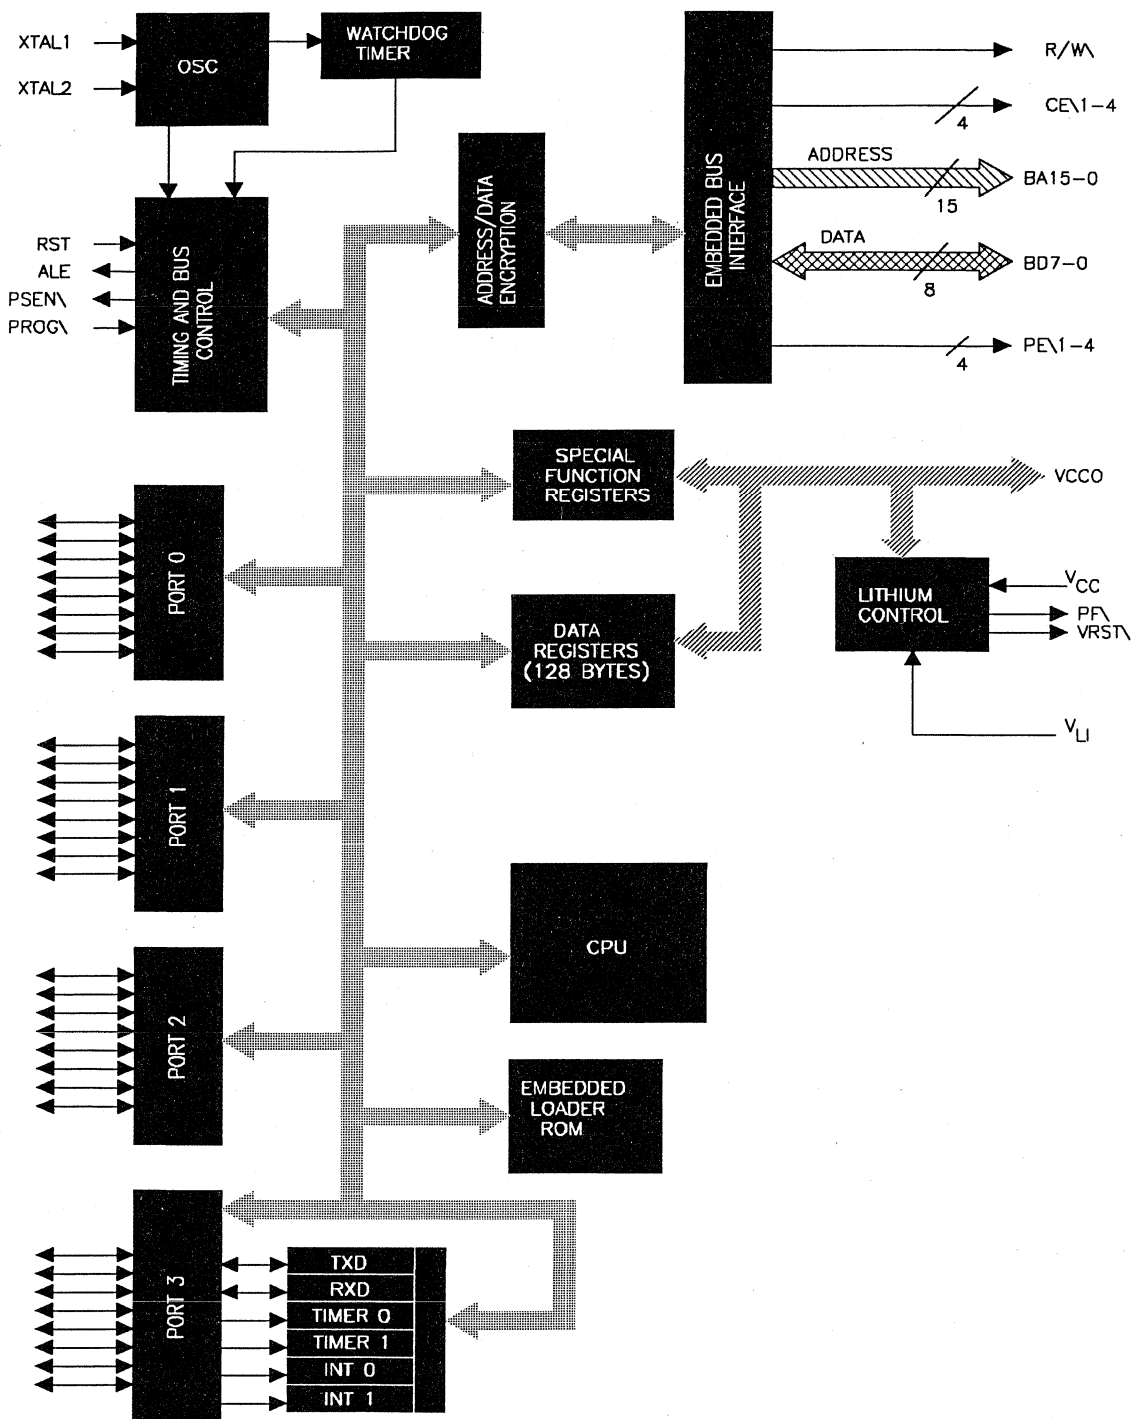 XTAL1
XTAL2
OSC
WATCHDOG
TIMER
RST
ALE
PSEN\
PROG\
TIMING AND BUS
CONTROL
ADDRESS/DATA
ENCRYPTION
EMBEDDED BUS
INTERFACE
R/W\
CE\1-4
4
ADDRESS
BA15-0
15
DATA
BD7-0
8
PE\1-4
4
SPECIAL
FUNCTION
REGISTERS
VCCO
PORT 0
DATA
REGISTERS
(128 BYTES)
LITHIUM
CONTROL
VCC
PF\
VRST\
VLI
PORT 1
CPU
PORT 2
EMBEDDED
LOADER
ROM
PORT 3
TXD
RXD
TIMER 0
TIMER 1
INT 0
INT 1